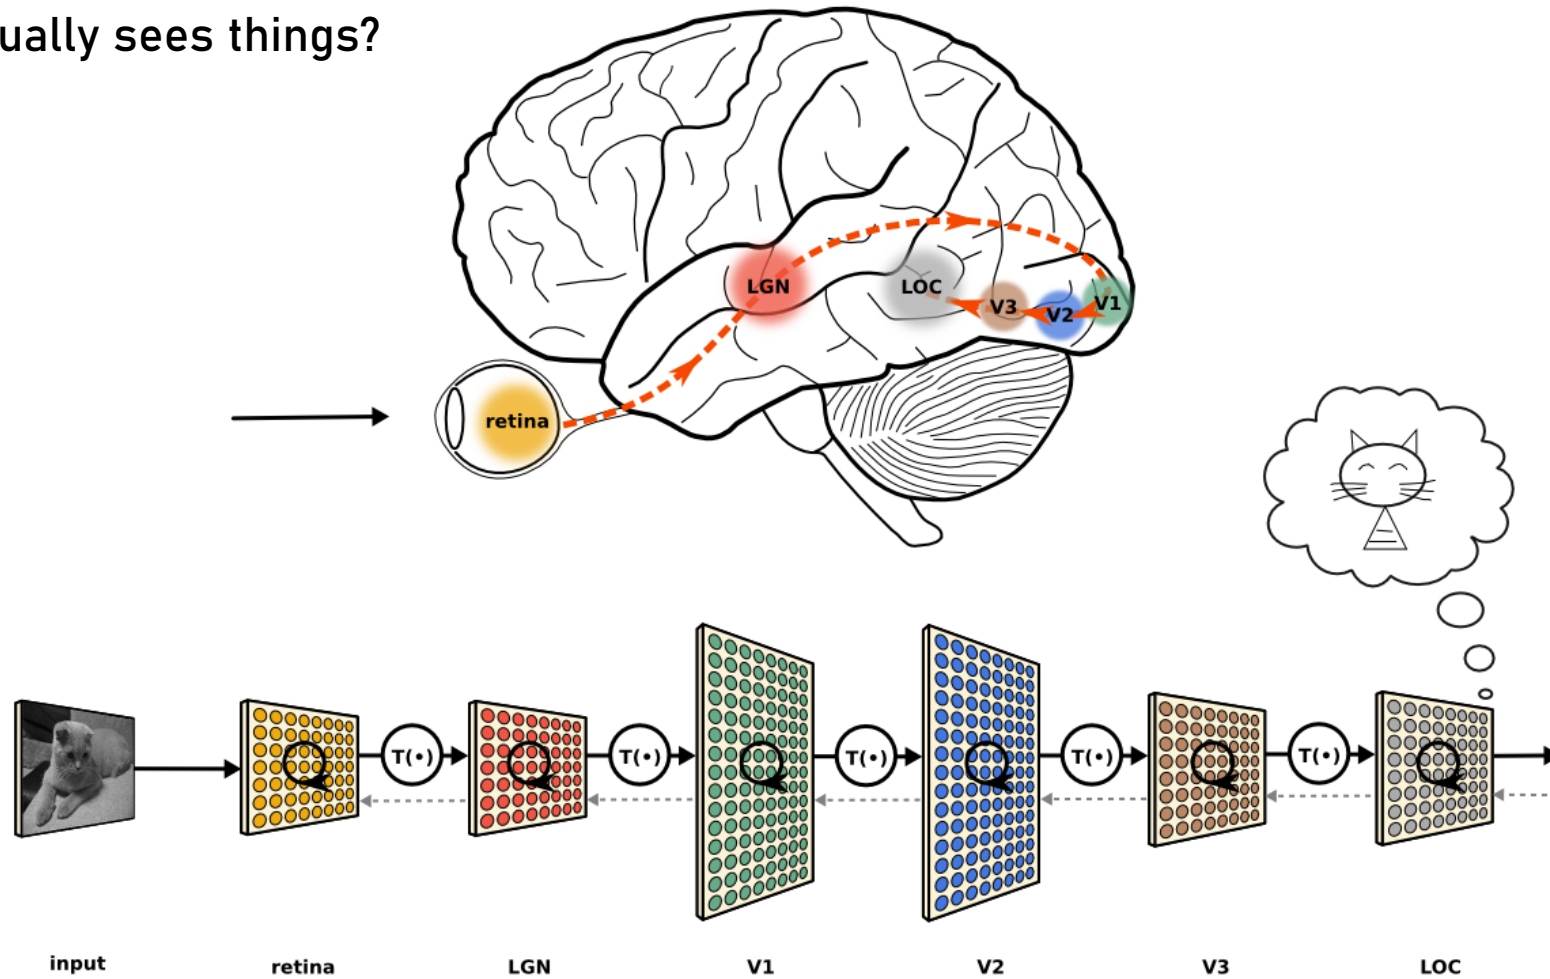 ually sees things?
LGN
LOC
V3
V2
V1
retina
T(•)
T(•)
T(•)
T(•)
T(•)
input
retina
LGN
V1
V2
V3
LOC